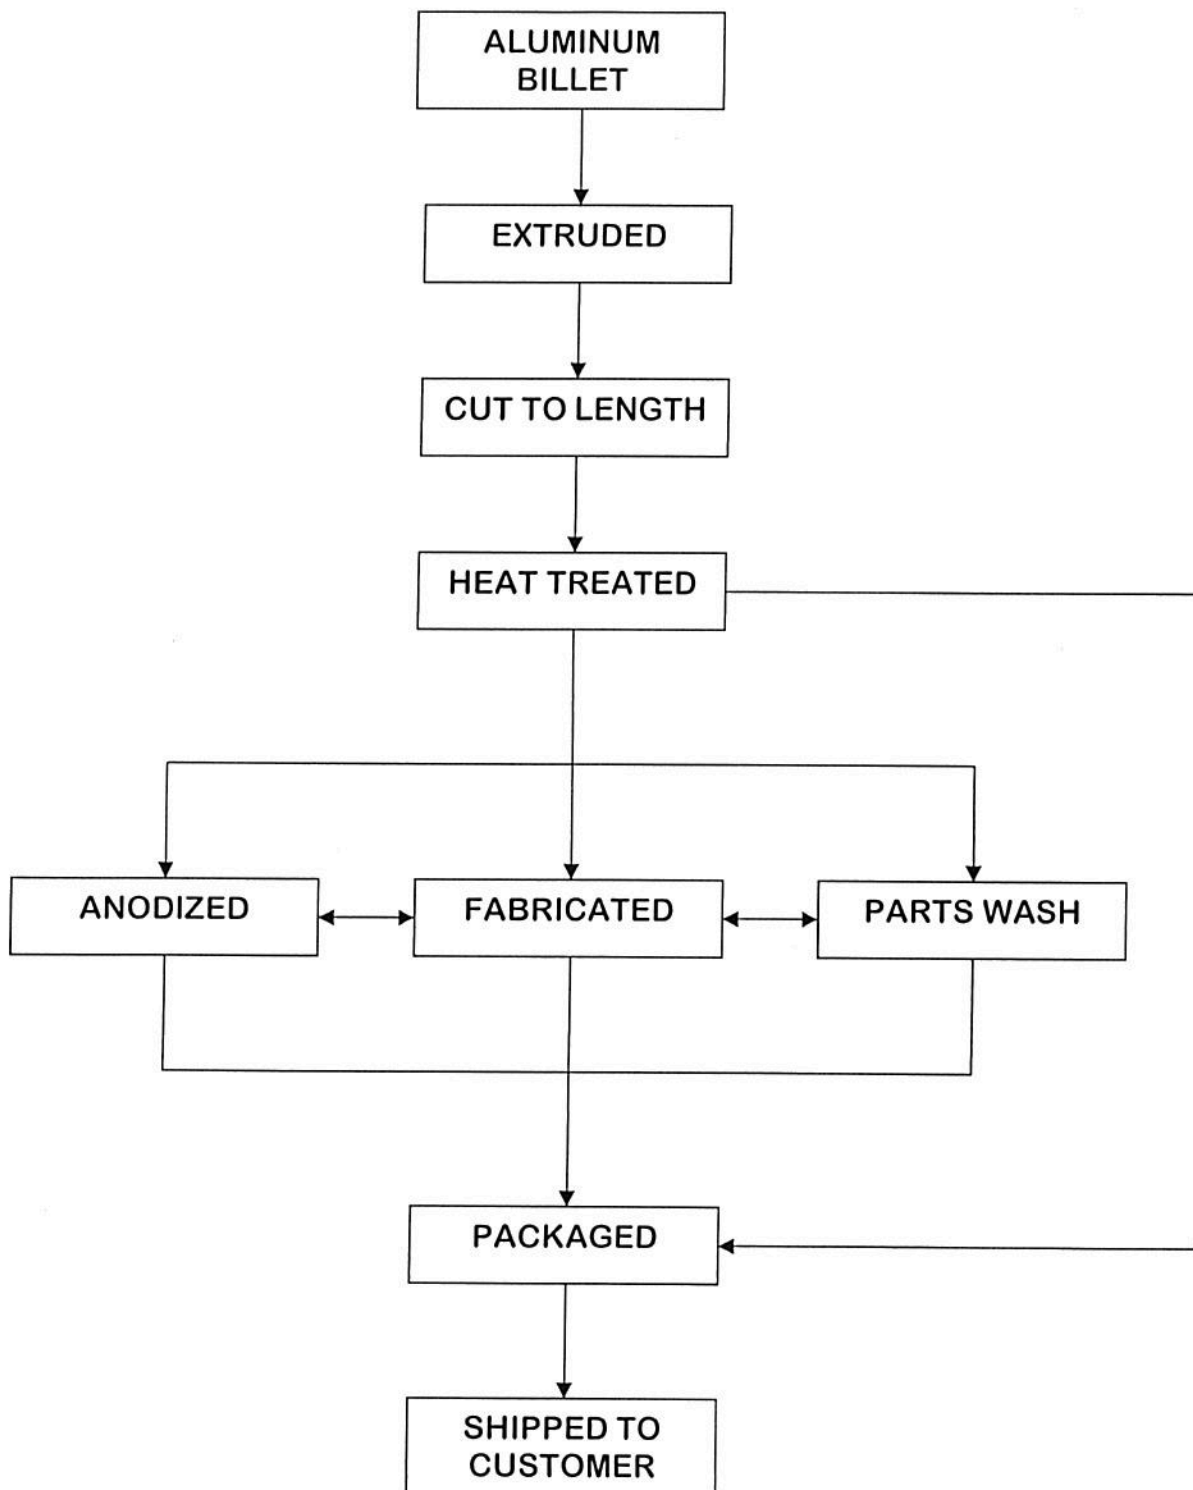 ALUMINUM
BILLET
EXTRUDED
CUT TO LENGTH
HEAT TREATED
ANODIZED
FABRICATED
PARTS WASH
PACKAGED
SHIPPED TO
CUSTOMER